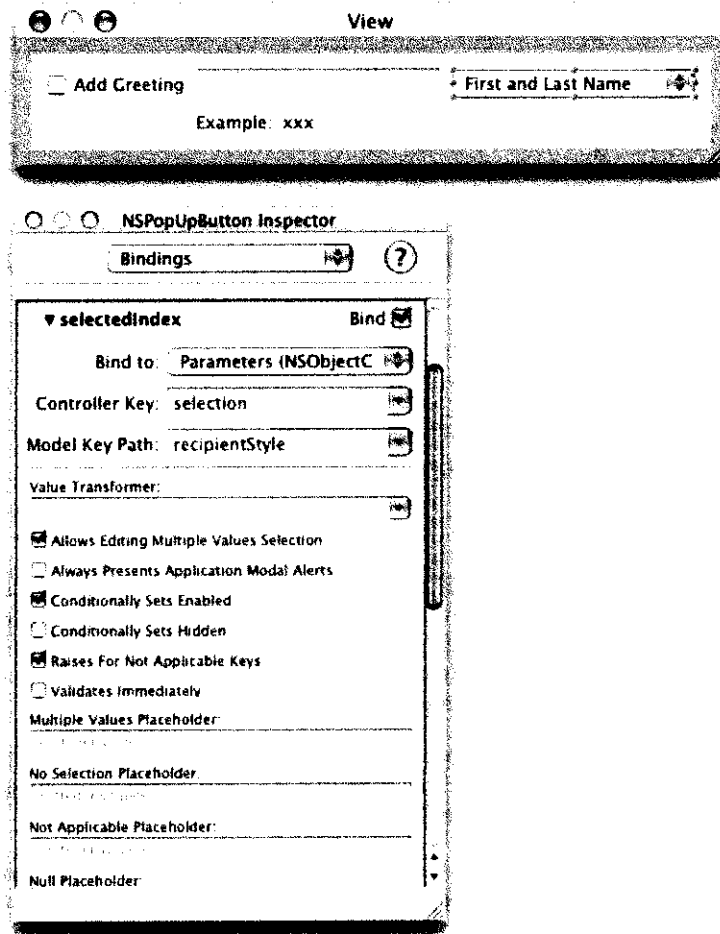 View
Add Greeting
First and Last Name
Example: xxx
NSPopUpButton Inspector
Bindings
?
▼ selectedIndex
Bind
Bind to: Parameters (NSObjectC
Controller Key: selection
Model Key Path: recipientStyle
Value Transformer:
Allows Editing Multiple Values Selection
Always Presents Application Modal Alerts
Conditionally Sets Enabled
Conditionally Sets Hidden
Raises For Not Applicable Keys
Validates Immediately
Multiple Values Placeholder:
No Selection Placeholder:
Not Applicable Placeholder:
Null Placeholder: